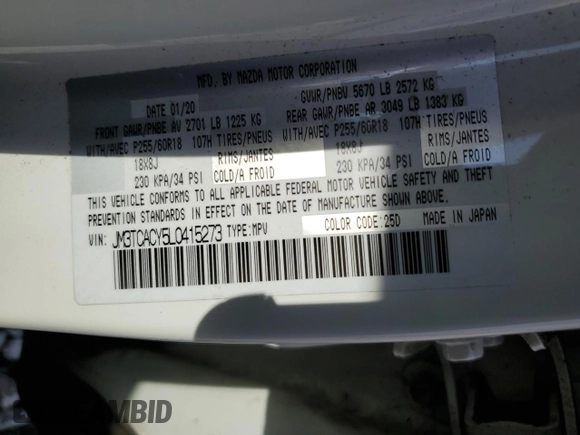 MFD. BY MAZDA MOTOR CORPORATION
DATE 01/20
GVWR/PNBV 5670 LB 2572 KG
FRONT GAWR/PNBE AV 2701 LB 1225 KG
REAR GAWR/PNBE AR 3049 LB 1383 KG
WITH/AVEC P255/60R18 107H TIRES/PNEUS
WITH/AVEC P255/60R18 107H TIRES/PNEUS
18X8J RIMS/JANTES
18X8J RIMS/JANTES
230 KPA/34 PSI COLD/A FROID
230 KPA/34 PSI COLD/A FROID
THIS VEHICLE CONFORMS TO ALL APPLICABLE FEDERAL MOTOR VEHICLE SAFETY AND THEFT
PREVENTION STANDARDS IN EFFECT ON THE DATE OF MANUFACTURE SHOWN ABOVE.
VIN: JM3TCACY5L0415273 TYPE:MPV
COLOR CODE:25D MADE IN JAPAN